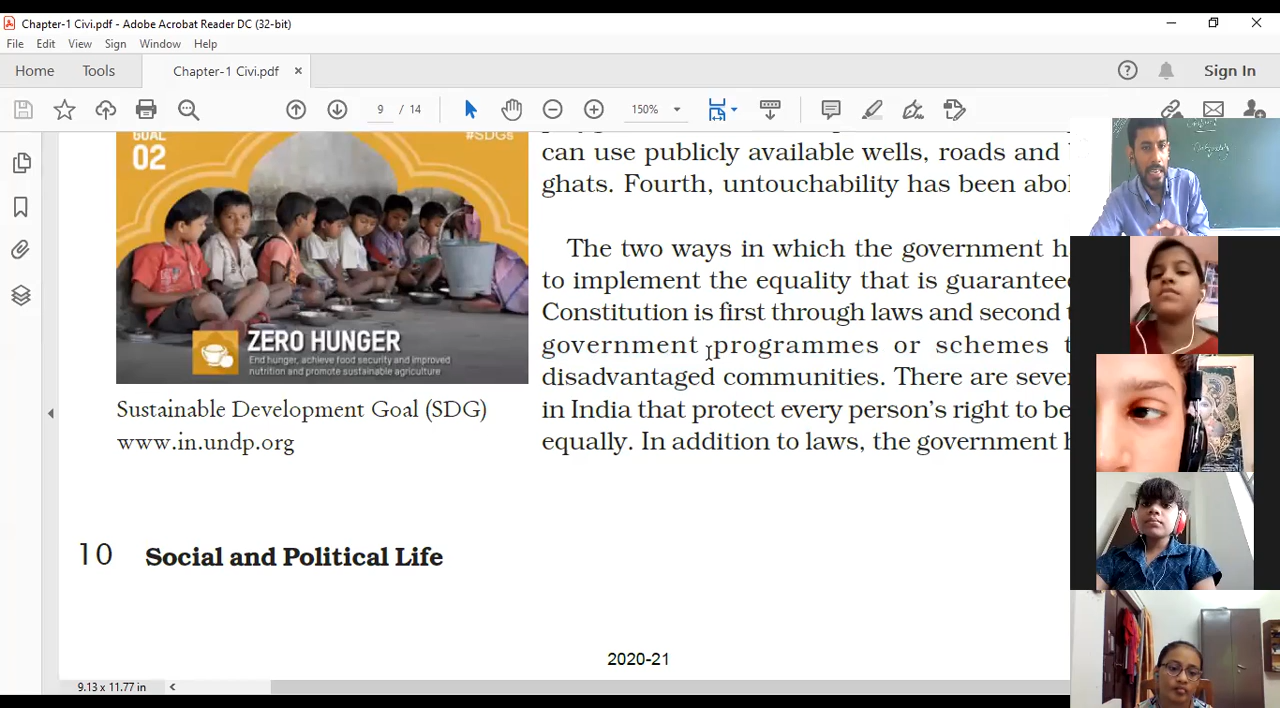 Chapter-1 Civi.pdf - Adobe Acrobat Reader DC (32-bit)
File Edit View Sign Window Help
Home Tools Chapter-1 Civi.pdf × Sign In
9 / 14 150%
GOAL #SDGs
02
ZERO HUNGER
End hunger, achieve food security and improved
nutrition and promote sustainable agriculture
Sustainable Development Goal (SDG)
www.in.undp.org
can use publicly available wells, roads and
ghats. Fourth, untouchability has been abol
The two ways in which the government h
to implement the equality that is guaranteed
Constitution is first through laws and second t
government programmes or schemes t
disadvantaged communities. There are seve
in India that protect every person's right to be
equally. In addition to laws, the government h
10 Social and Political Life
2020-21
9.13 x 11.77 in